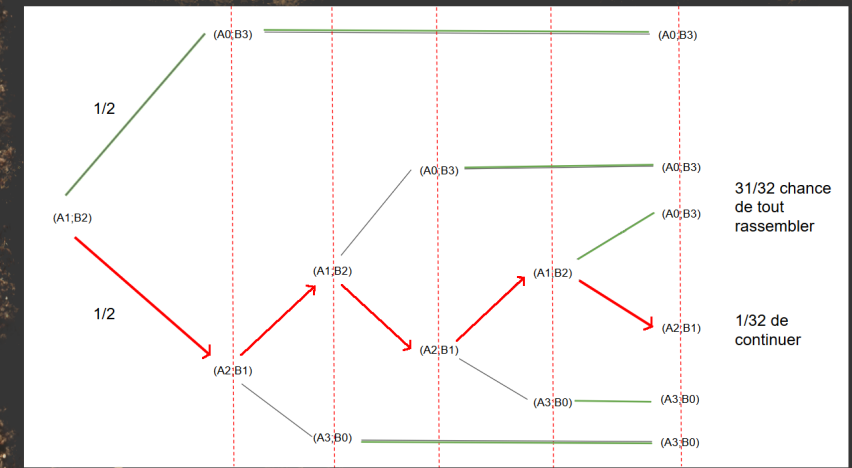 (A0;B3) (A0;B3)
1/2
(A0;B3) (A0;B3)
31/32 chance
de tout
rassembler
(A0;B3)
(A1;B2)
(A1;B2) (A1;B2)
1/2
1/32 de
continuer
(A2;B1)
(A2;B1)
(A2;B1)
(A3;B0) (A3;B0)
(A3;B0) (A3;B0)